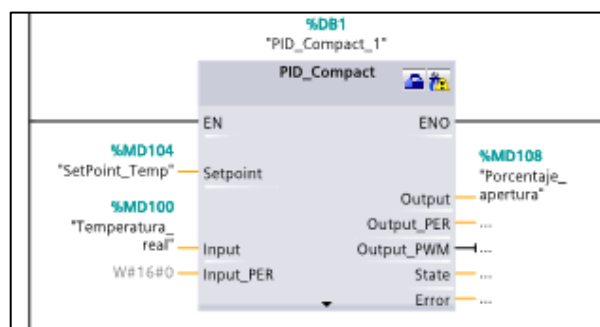 %DB1
"PID_Compact_1"
PID_Compact
EN
ENO
%MD104
"SetPoint_Temp"
Setpoint
%MD108
"Porcentaje_
apertura"
Output
%MD100
"Temperatura_
real"
Input
W#16#0
Input_PER
Output_PER
...
Output_PWM
...
State
...
Error
...